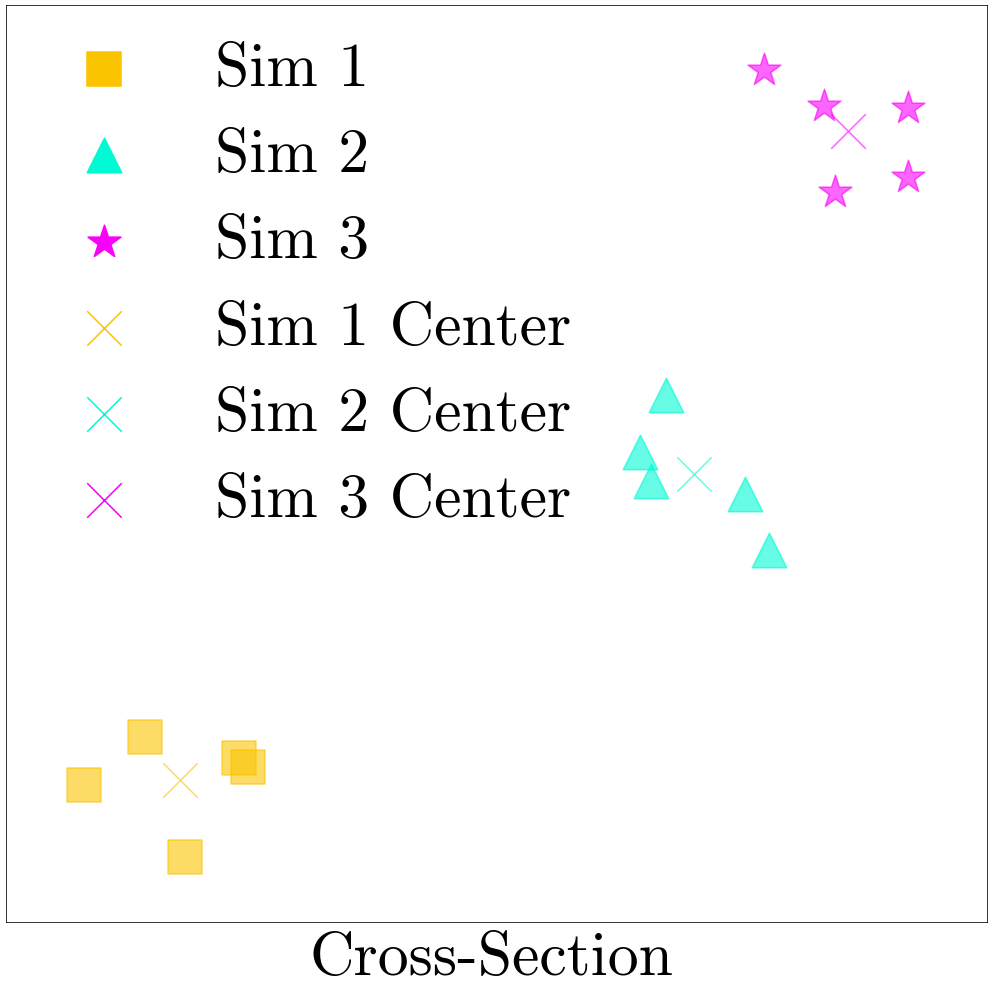 Sim 1
Sim 2
Sim 3
Sim 1 Center
Sim 2 Center
Sim 3 Center
Cross-Section